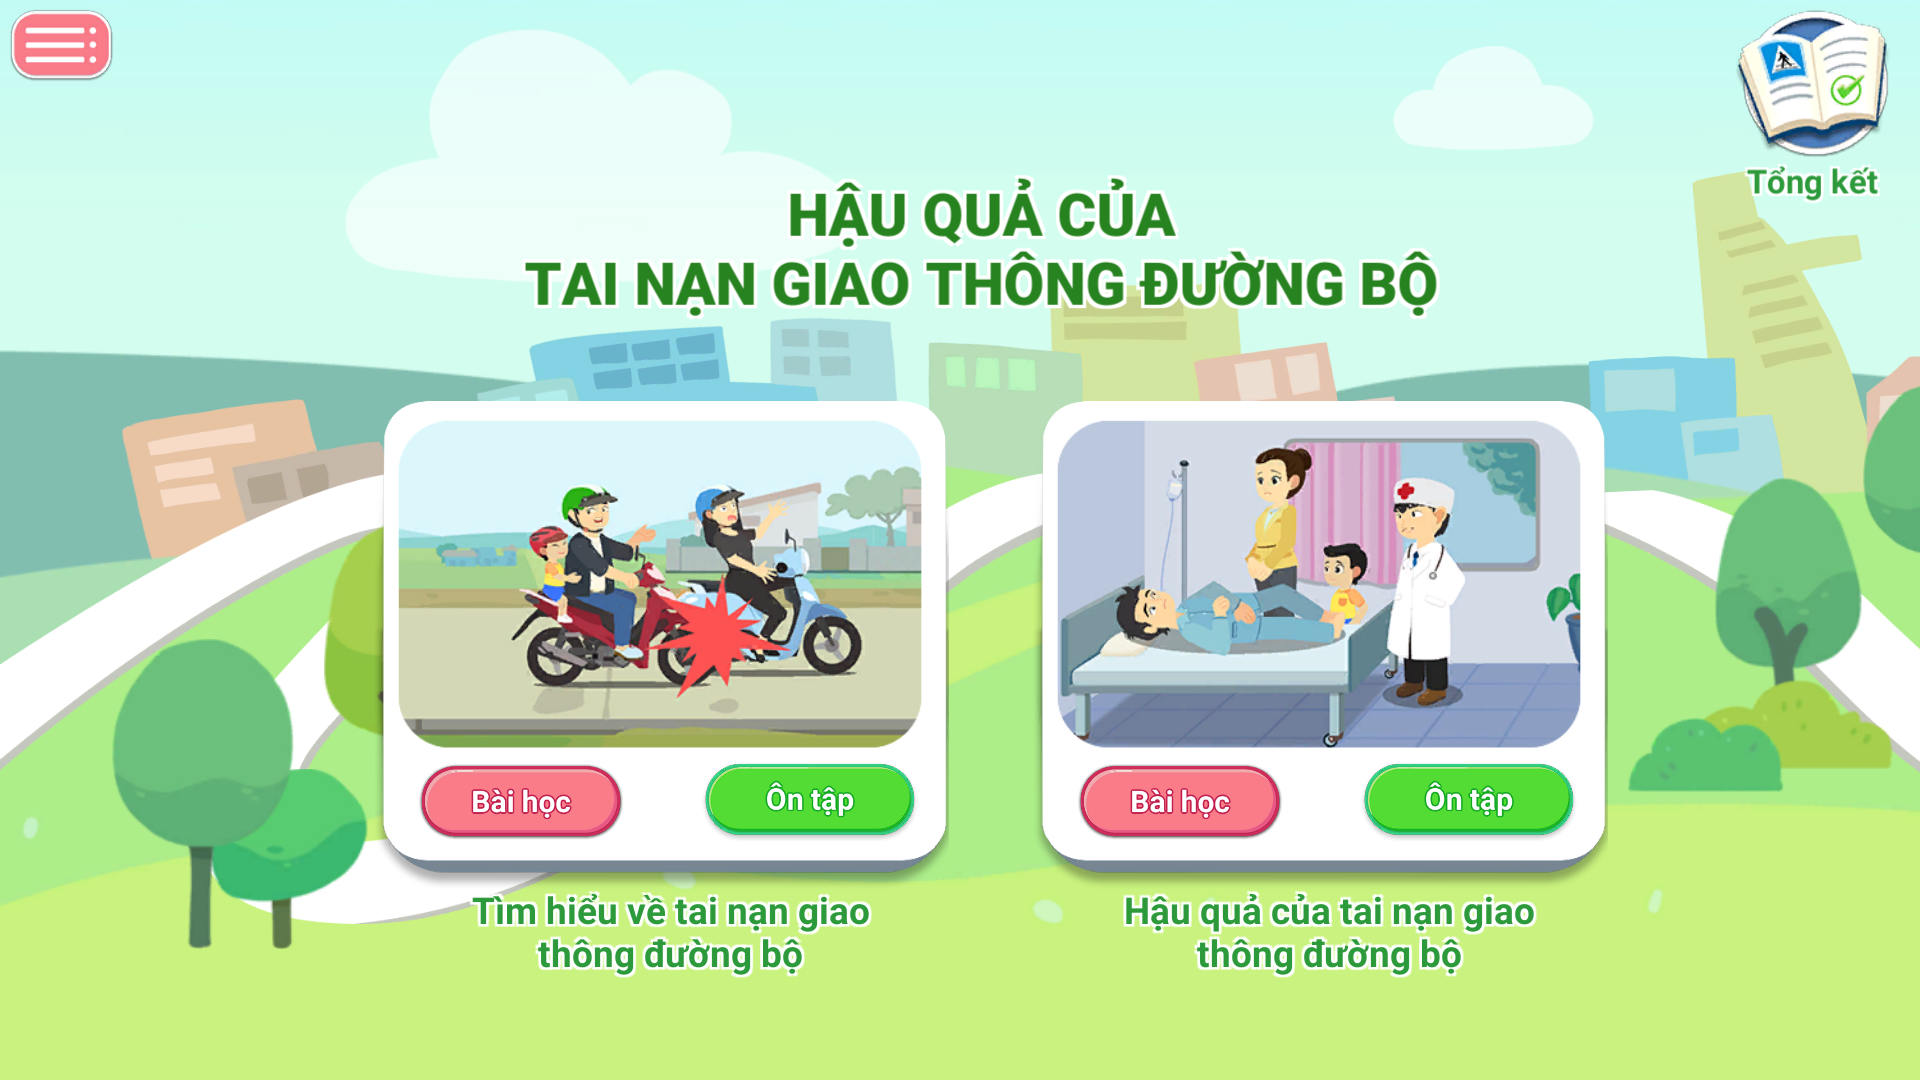 Tổng kết
HẬU QUẢ CỦA
TAI NẠN GIAO THÔNG ĐƯỜNG BỘ
Bài học
Ôn tập
Bài học
Ôn tập
Tìm hiểu về tai nạn giao
thông đường bộ
Hậu quả của tai nạn giao
thông đường bộ